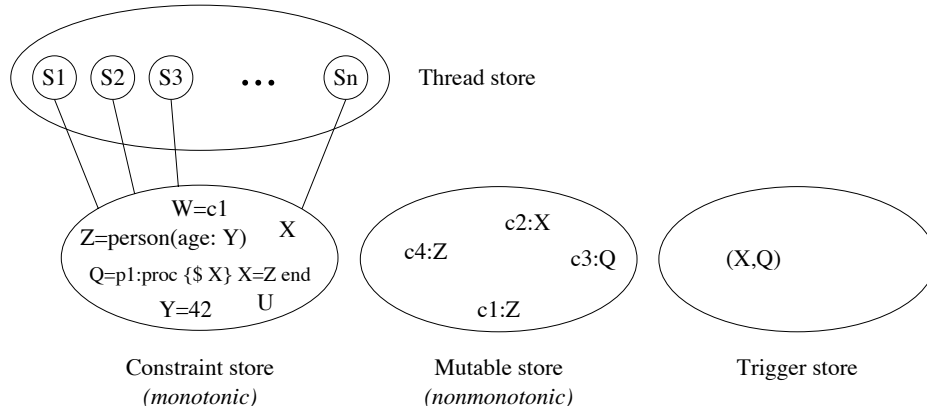 S1 S2 S3 ... Sn Thread store
W=c1
X
Z=person(age: Y)
Q=p1:proc {$ X} X=Z end
Y=42 U
c2:X
c4:Z c3:Q
c1:Z
(X,Q)
Constraint store Mutable store Trigger store
(monotonic) (nonmonotonic)